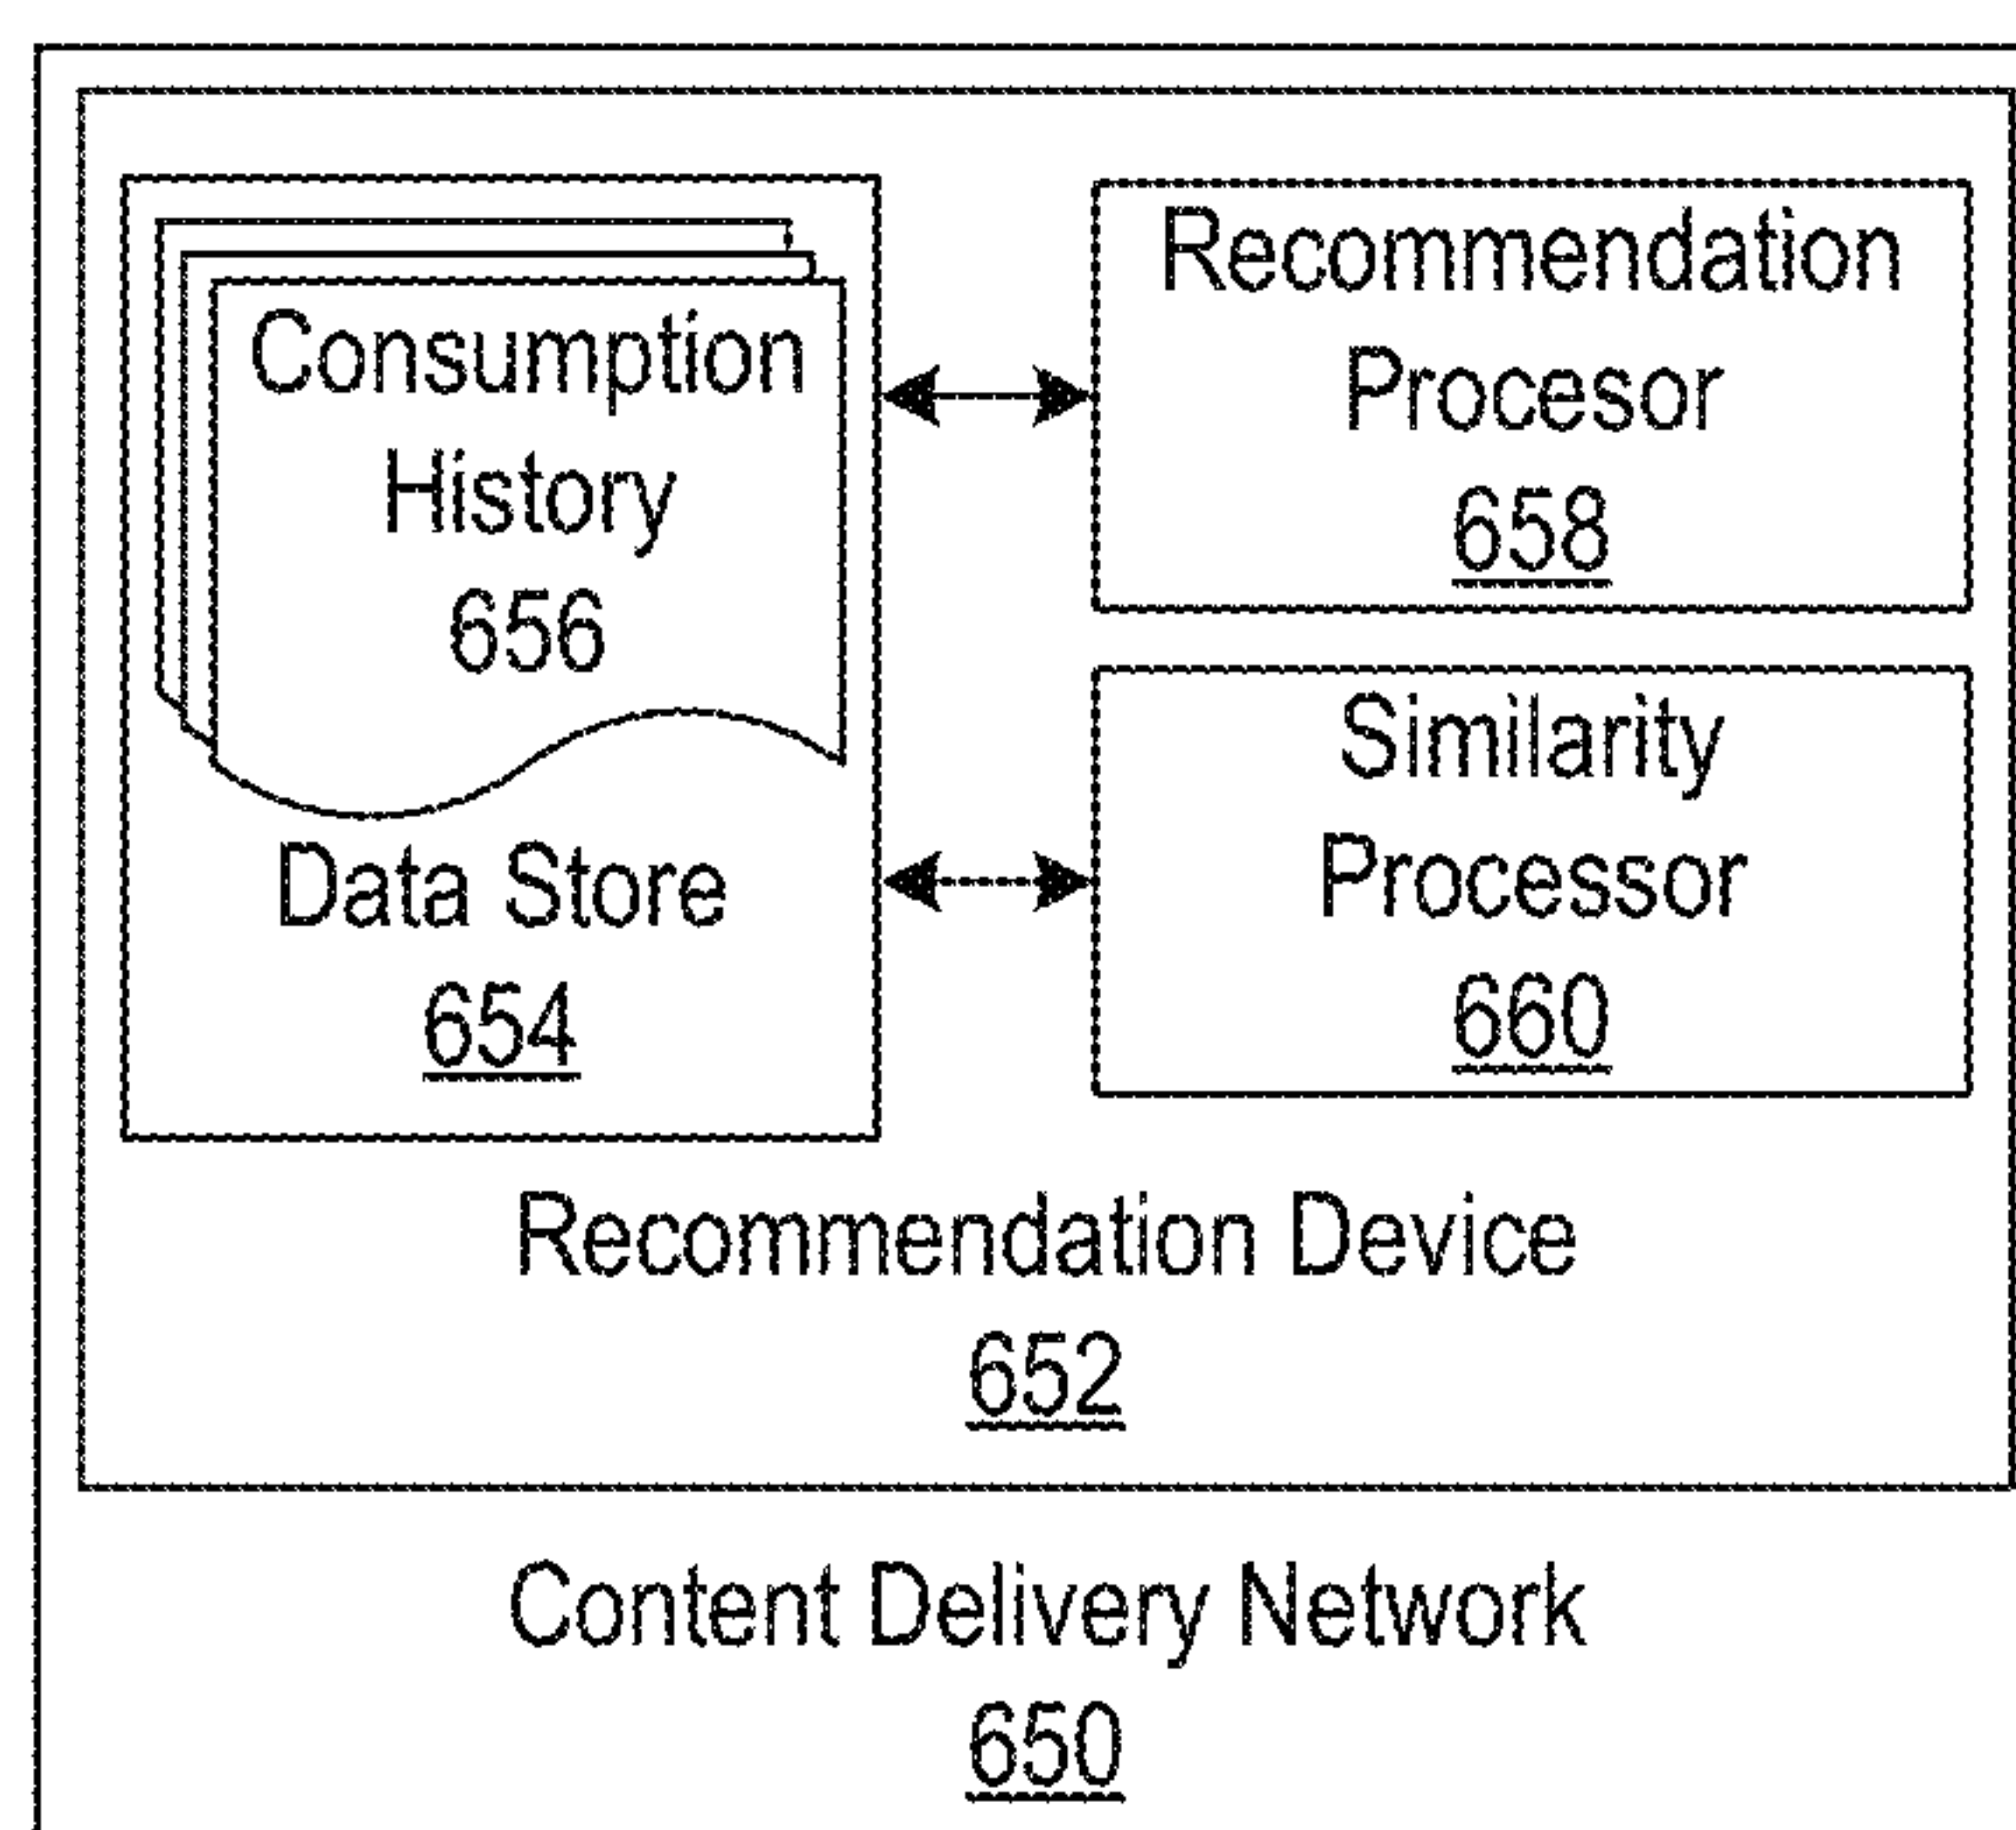 Consumption
History
656
Data Store
654
Recommendation
Procesor
658
Similarity
Processor
660
Recommendation Device
652
Content Delivery Network
650